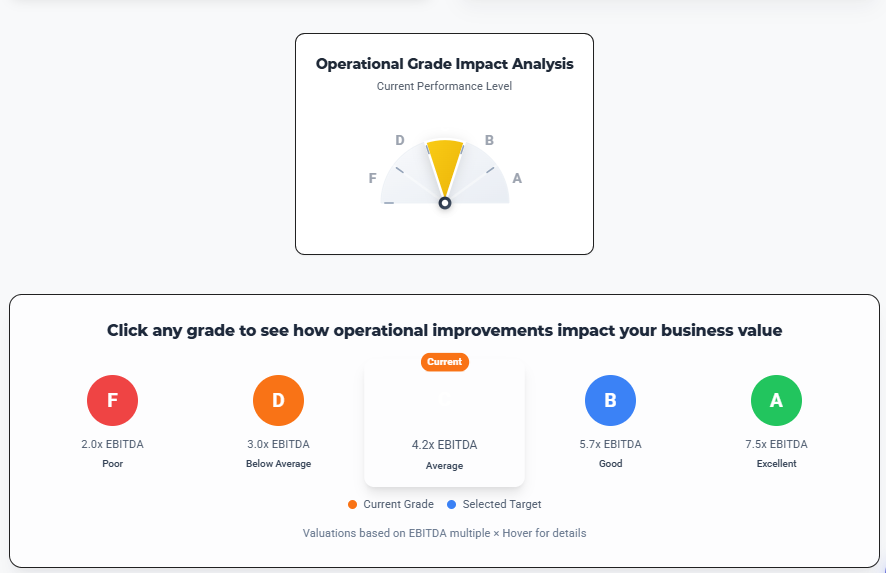 Operational Grade Impact Analysis
Current Performance Level
D B
F A
Click any grade to see how operational improvements impact your business value
Current
F D B A
2.0x EBITDA 3.0x EBITDA 4.2x EBITDA 5.7x EBITDA 7.5x EBITDA
Poor Below Average Average Good Excellent
Current Grade Selected Target
Valuations based on EBITDA multiple × Hover for details